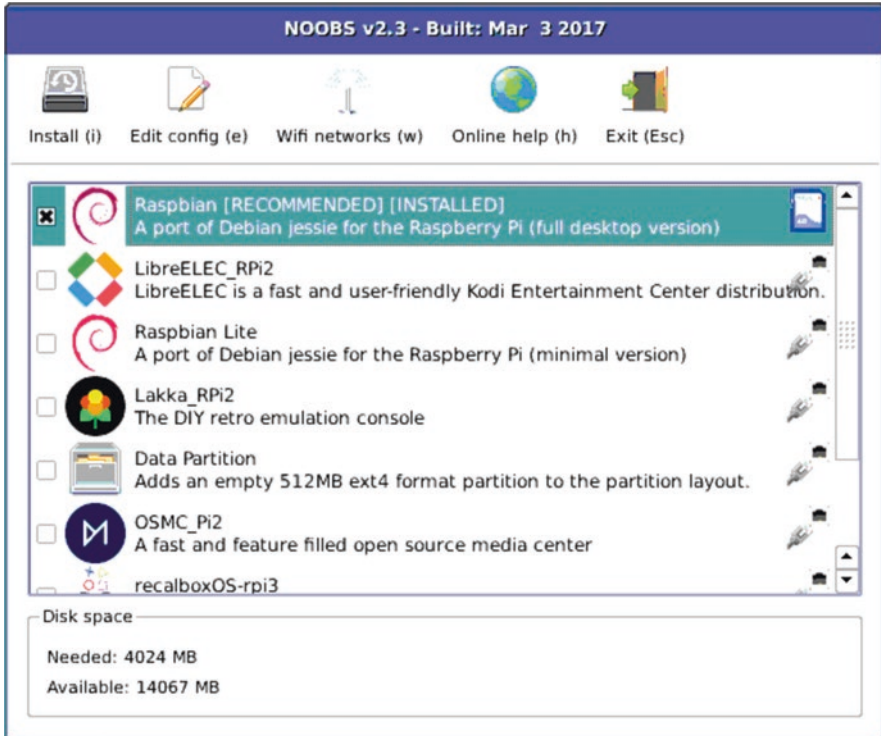 NOOBS v2.3 - Built: Mar 3 2017
Install (i) Edit config (e) Wifi networks (w) Online help (h) Exit (Esc)
Raspbian [RECOMMENDED] [INSTALLED]
A port of Debian jessie for the Raspberry Pi (full desktop version)
LibreELEC_RPi2
LibreELEC is a fast and user-friendly Kodi Entertainment Center distribution.
Raspbian Lite
A port of Debian jessie for the Raspberry Pi (minimal version)
Lakka_RPi2
The DIY retro emulation console
Data Partition
Adds an empty 512MB ext4 format partition to the partition layout.
OSMC_Pi2
A fast and feature filled open source media center
recalboxOS-rpi3
Disk space
Needed: 4024 MB
Available: 14067 MB